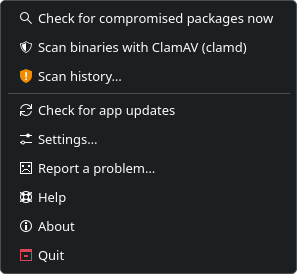 Check for compromised packages now
Scan binaries with ClamAV (clamd)
Scan history...
Check for app updates
Settings...
Report a problem...
Help
About
Quit